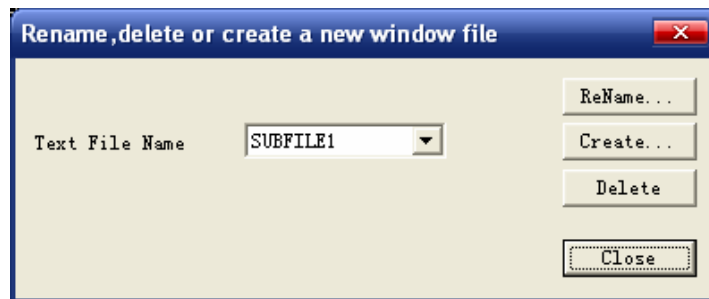 Rename,delete or create a new window file
ReName...
Text File Name SUBFILE1 Create...
Delete
Close